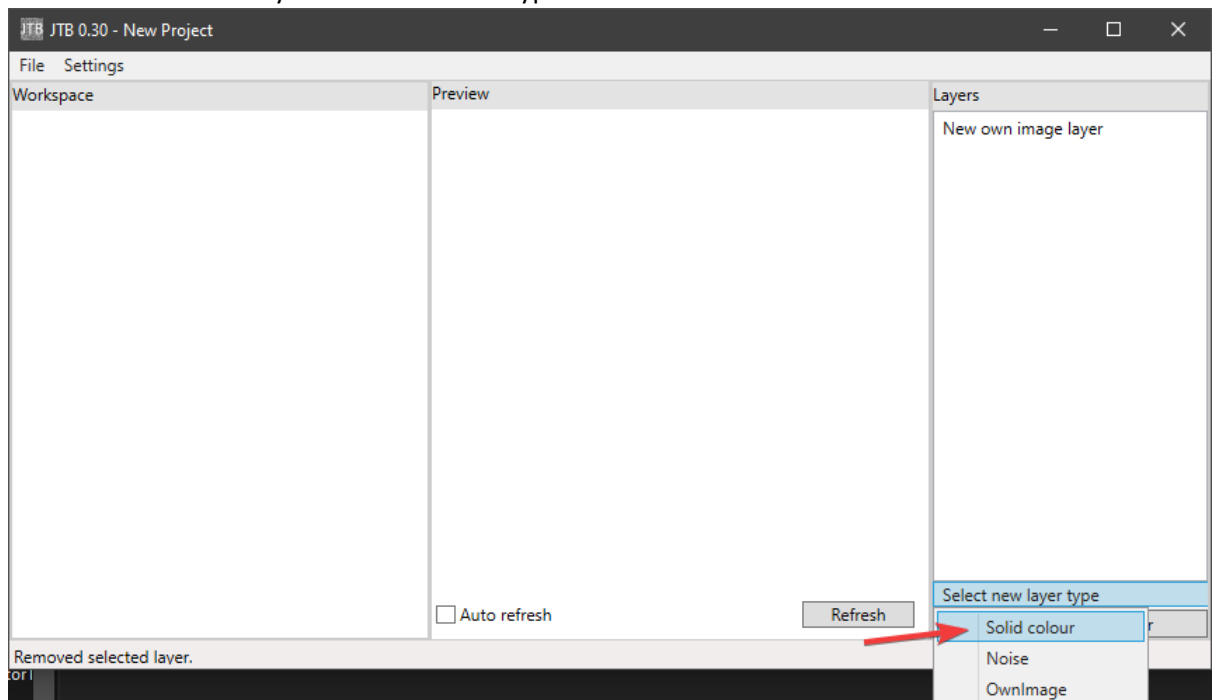 JTB JTB 0.30 - New Project
File Settings
Workspace
Preview
Layers
New own image layer
Select new layer type
Auto refresh
Refresh
Solid colour
Noise
OwnImage
Removed selected layer.